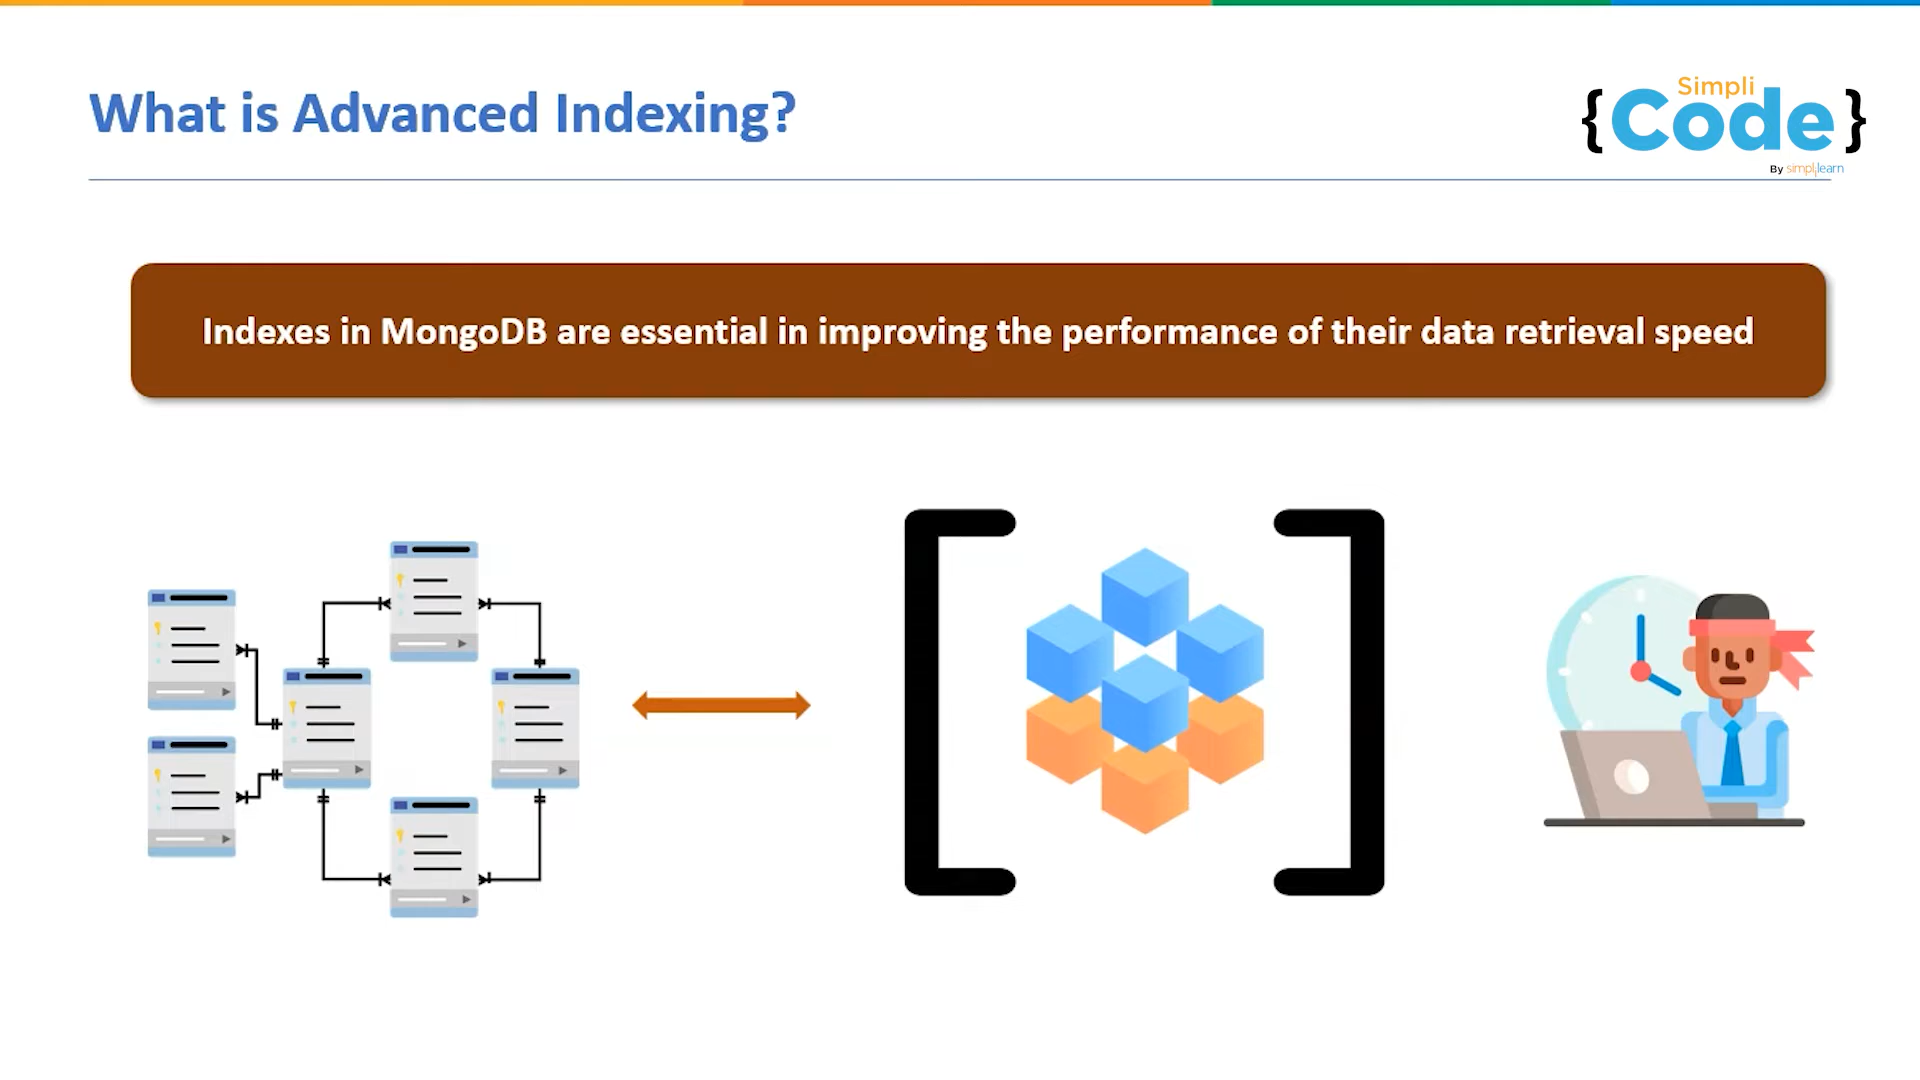 What is Advanced Indexing?
Simpli
{Code}
By simplilearn
Indexes in MongoDB are essential in improving the performance of their data retrieval speed